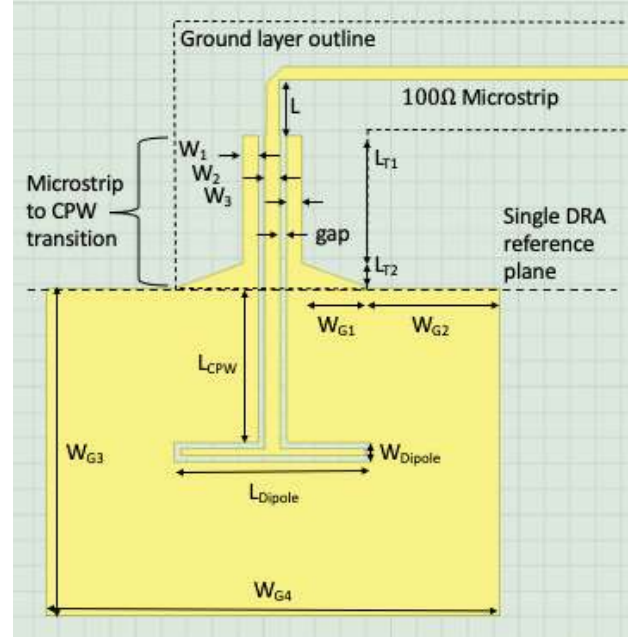 Ground layer outline
L
100Ω Microstrip
W1
LT1
Microstrip
to CPW
transition
W2
W3
Single DRA
reference
plane
gap
LT2
WG1
WG2
LCPW
WG3
WDipole
LDipole
WG4